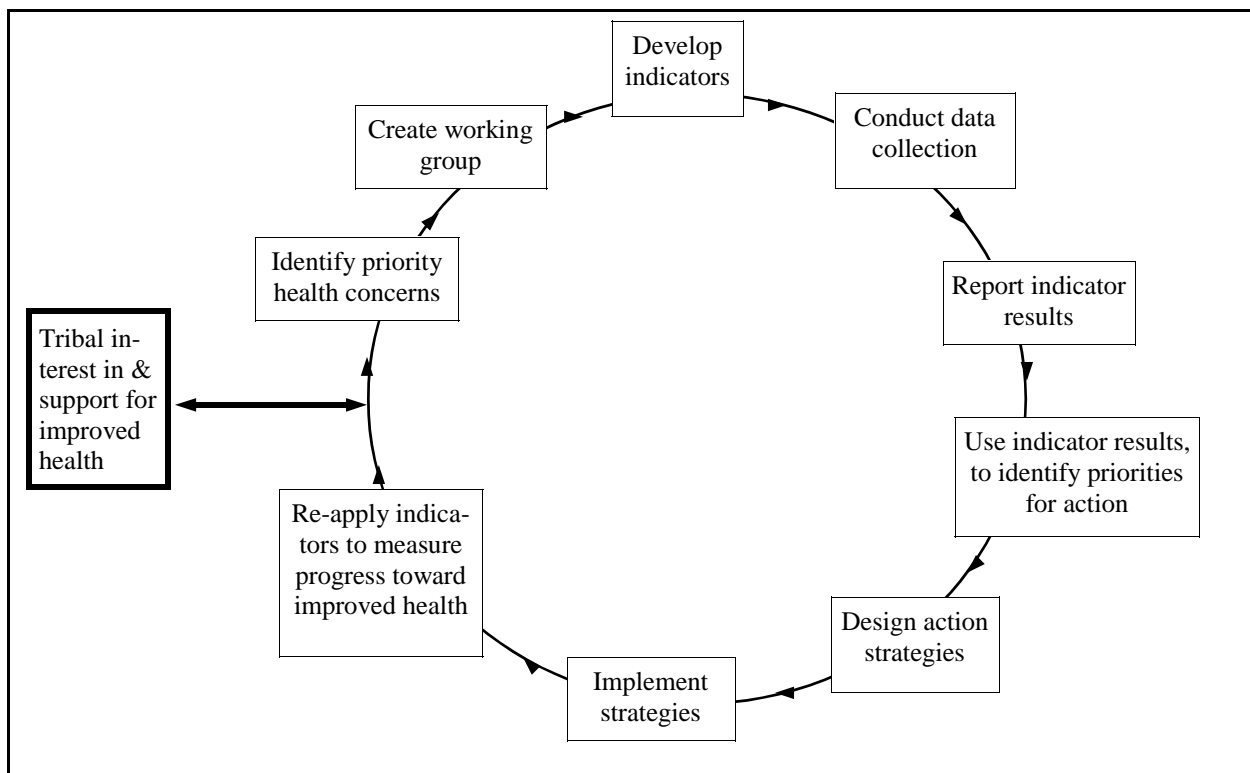 Develop
indicators
Conduct data
collection
Report indicator
results
Use indicator results,
to identify priorities
for action
Design action
strategies
Implement
strategies
Re-apply indica-
tors to measure
progress toward
improved health
Tribal in-
terest in &
support for
improved
health
Identify priority
health concerns
Create working
group